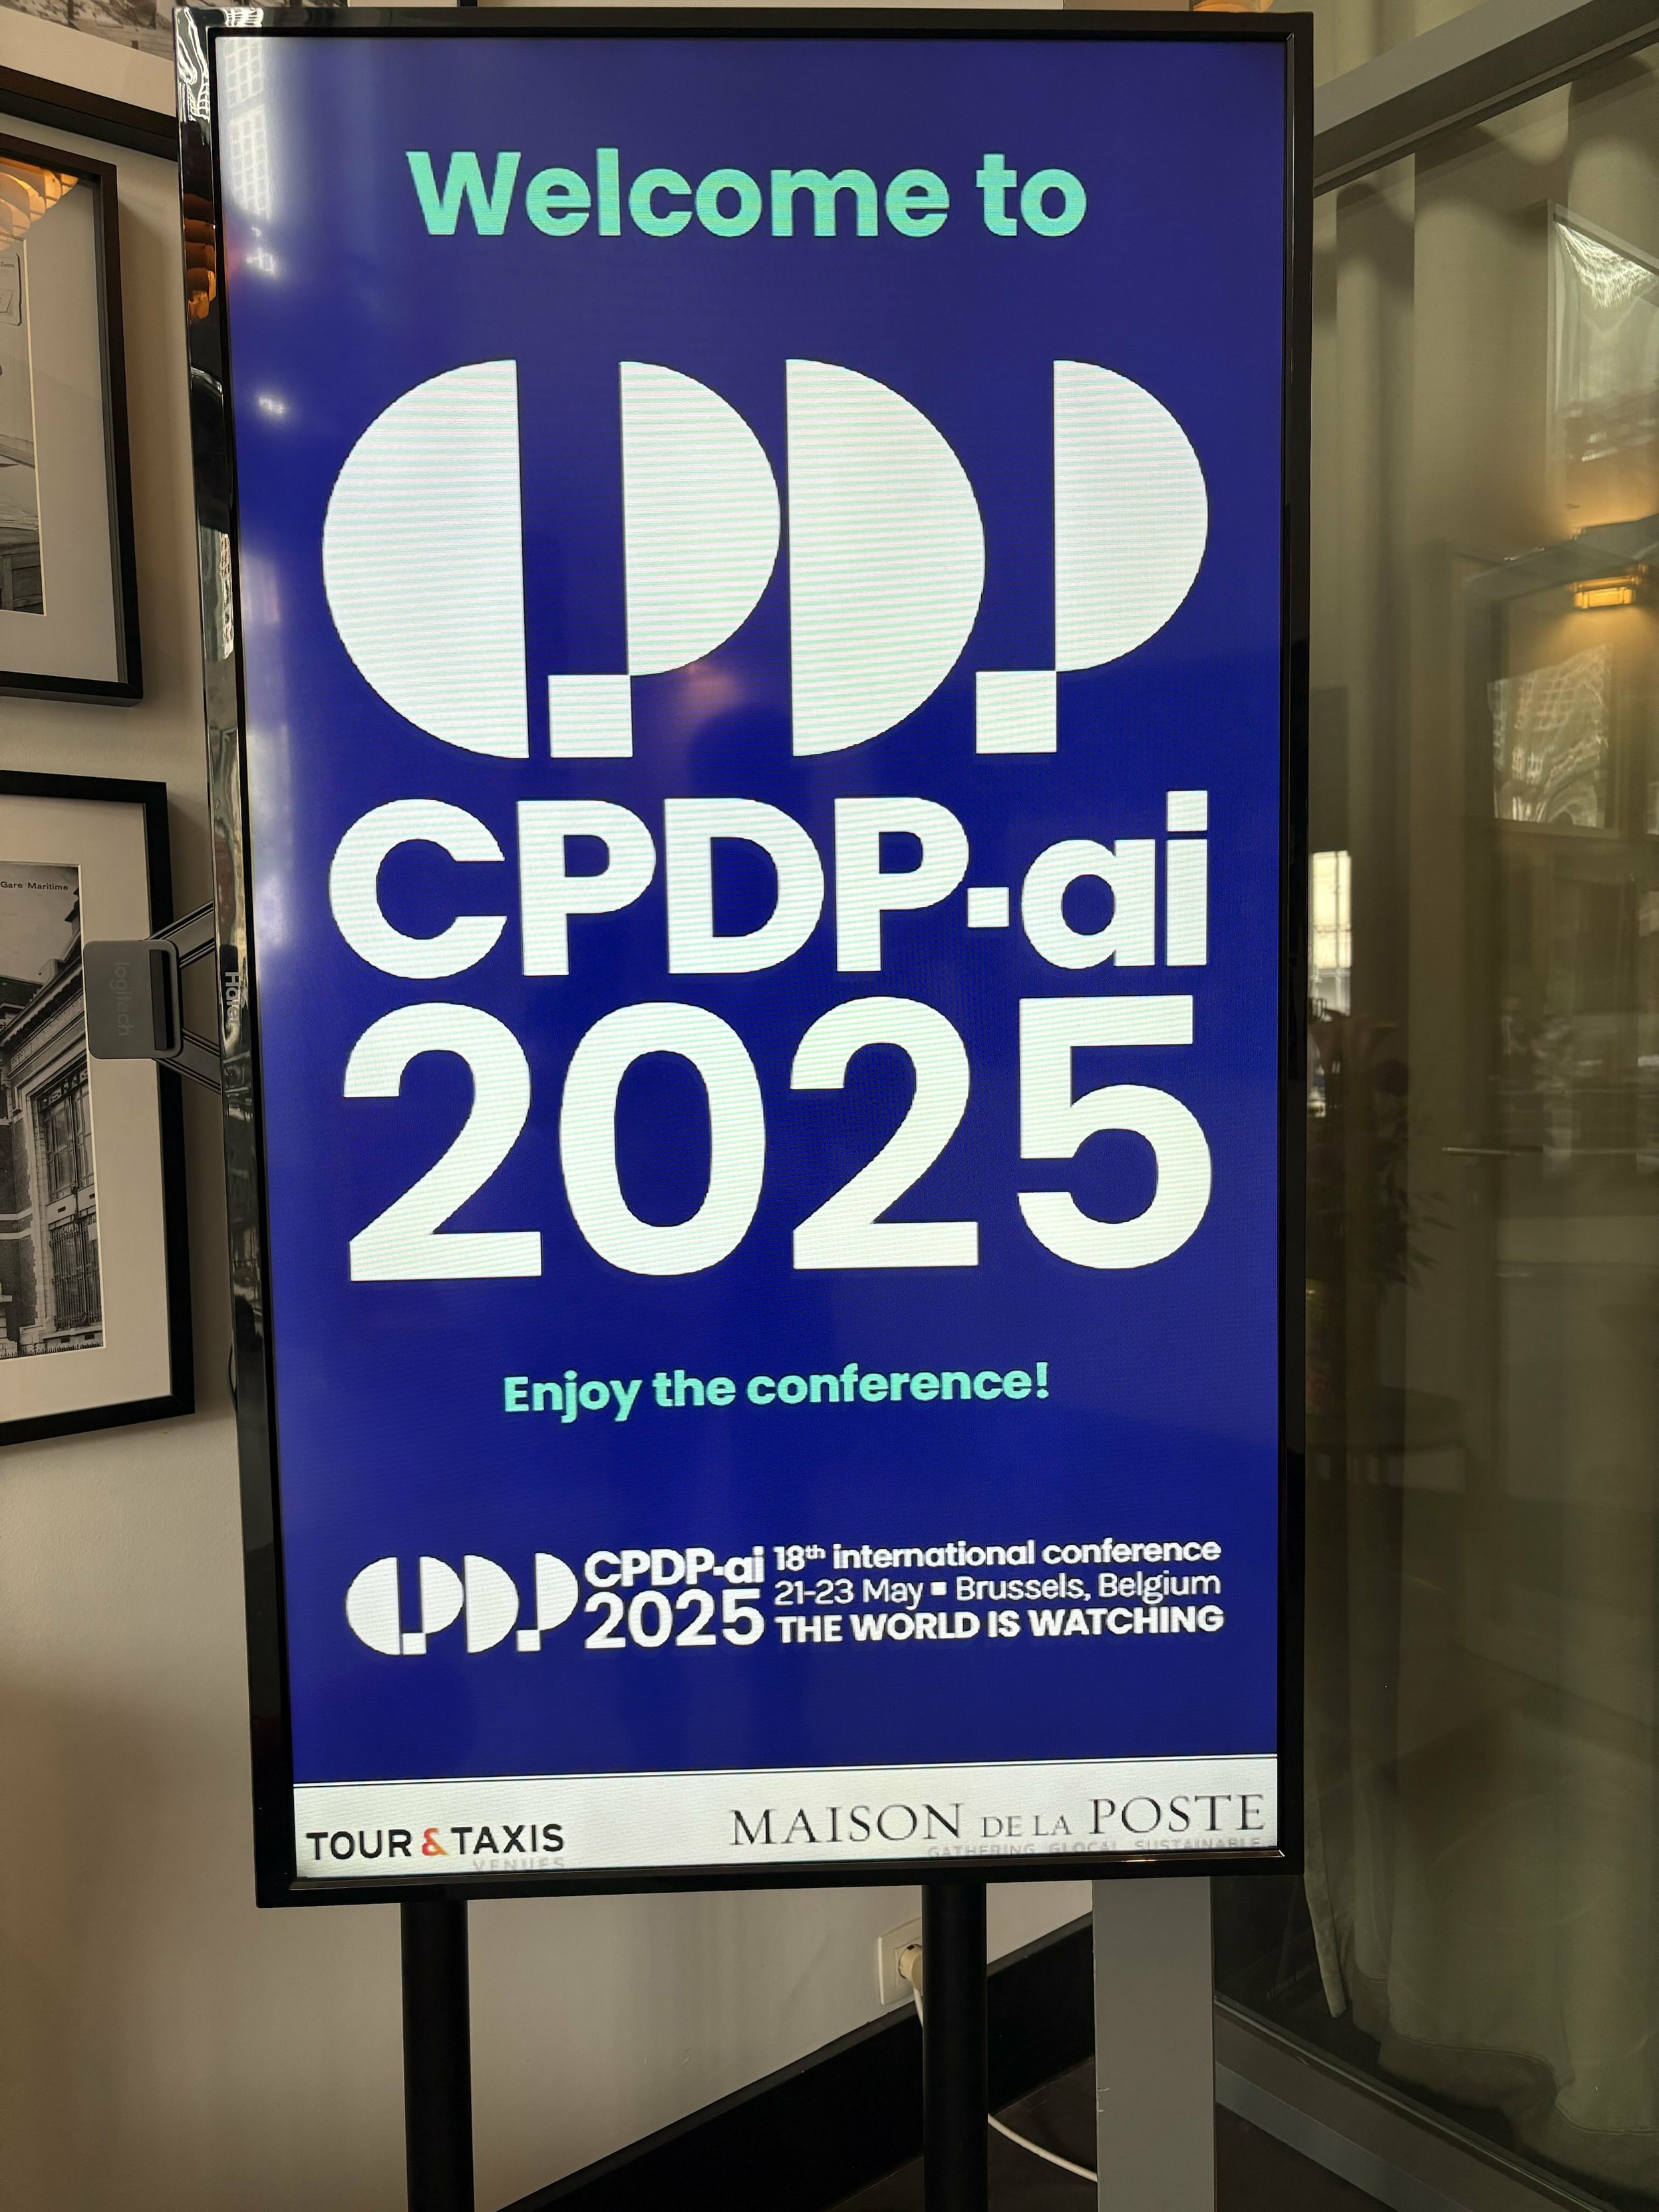 Welcome to
CPDP.ai
2025
Enjoy the conference!
CPDP.ai
2025
18th international conference
21-23 May ▪ Brussels, Belgium
THE WORLD IS WATCHING
TOUR & TAXIS
VENUES
MAISON DE LA POSTE
GATHERING GLOCAL SUSTAINABLE
Gare Maritime
logitech
Haier